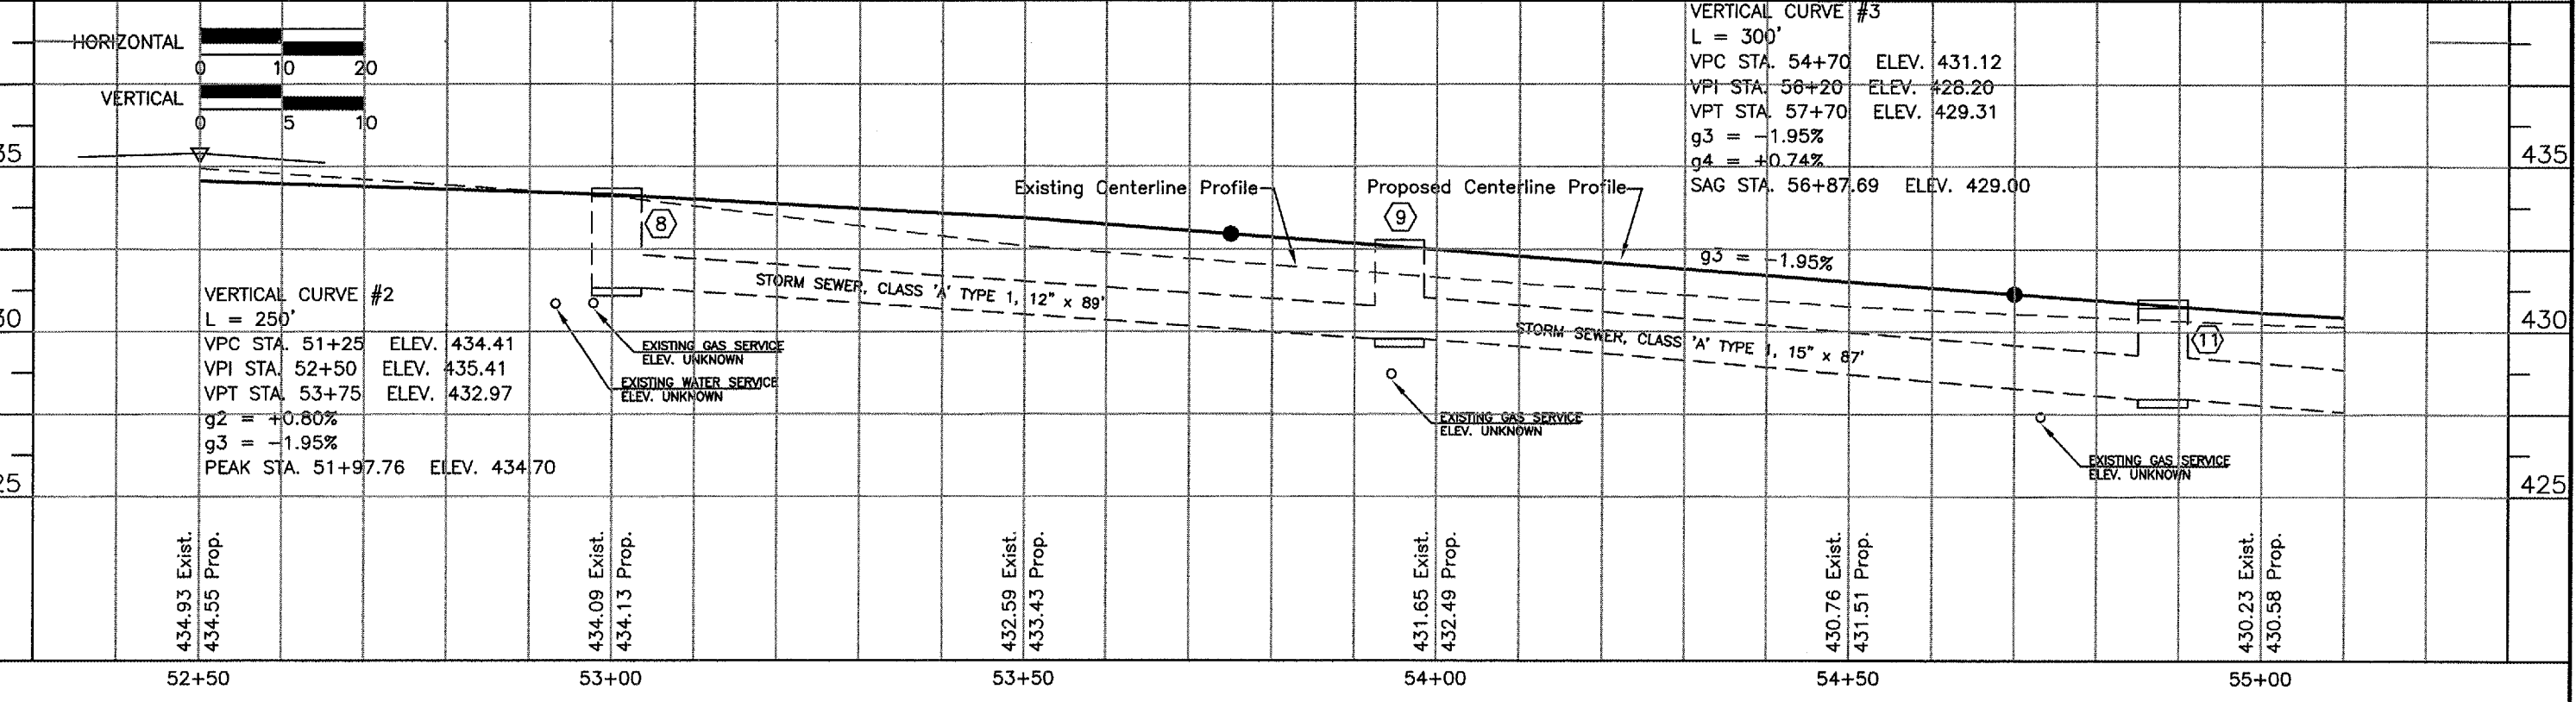 HORIZONTAL
0 10 20
VERTICAL
0 5 10
VERTICAL CURVE #3
L = 300'
VPC STA. 54+70 ELEV. 431.12
VPI STA. 56+20 ELEV. 428.20
VPT STA. 57+70 ELEV. 429.31
g3 = -1.95%
g4 = +0.74%
SAG STA. 56+87.69 ELEV. 429.00
35
435
Existing Centerline Profile
Proposed Centerline Profile
8
9
g3 = -1.95%
STORM SEWER, CLASS 'A' TYPE 1, 12" x 89'
VERTICAL CURVE #2
L = 250'
VPC STA. 51+25 ELEV. 434.41
VPI STA. 52+50 ELEV. 435.41
VPT STA. 53+75 ELEV. 432.97
g2 = +0.80%
g3 = -1.95%
PEAK STA. 51+97.76 ELEV. 434.70
30
430
STORM SEWER, CLASS 'A' TYPE 1, 15" x 87'
11
EXISTING GAS SERVICE
ELEV. UNKNOWN
EXISTING WATER SERVICE
ELEV. UNKNOWN
EXISTING GAS SERVICE
ELEV. UNKNOWN
EXISTING GAS SERVICE
ELEV. UNKNOWN
25
425
434.93 Exist.
434.55 Prop.
434.09 Exist.
434.13 Prop.
432.59 Exist.
433.43 Prop.
431.65 Exist.
432.49 Prop.
430.76 Exist.
431.51 Prop.
430.23 Exist.
430.58 Prop.
52+50 53+00 53+50 54+00 54+50 55+00